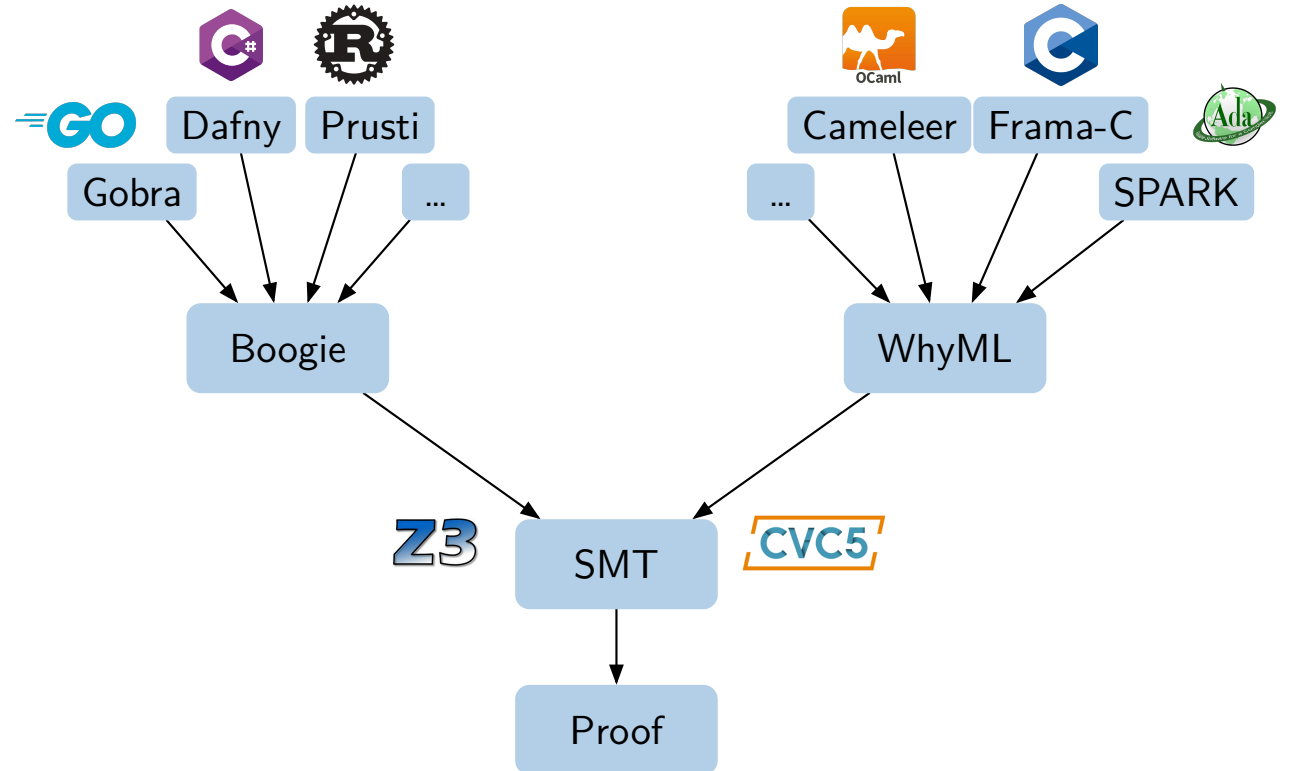 C#
R
OCaml
C
GO
Dafny
Prusti
Cameleer
Frama-C
Ada
Gobra
...
...
SPARK
Boogie
WhyML
Z3
SMT
CVC5
Proof